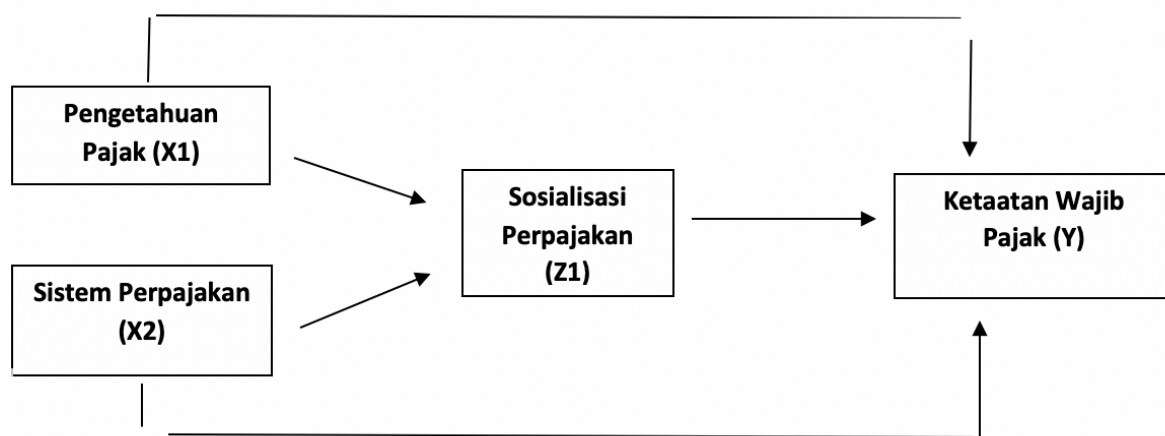 Pengetahuan
Pajak (X1)
Sosialisasi
Perpajakan
(Z1)
Ketaatan Wajib
Pajak (Y)
Sistem Perpajakan
(X2)